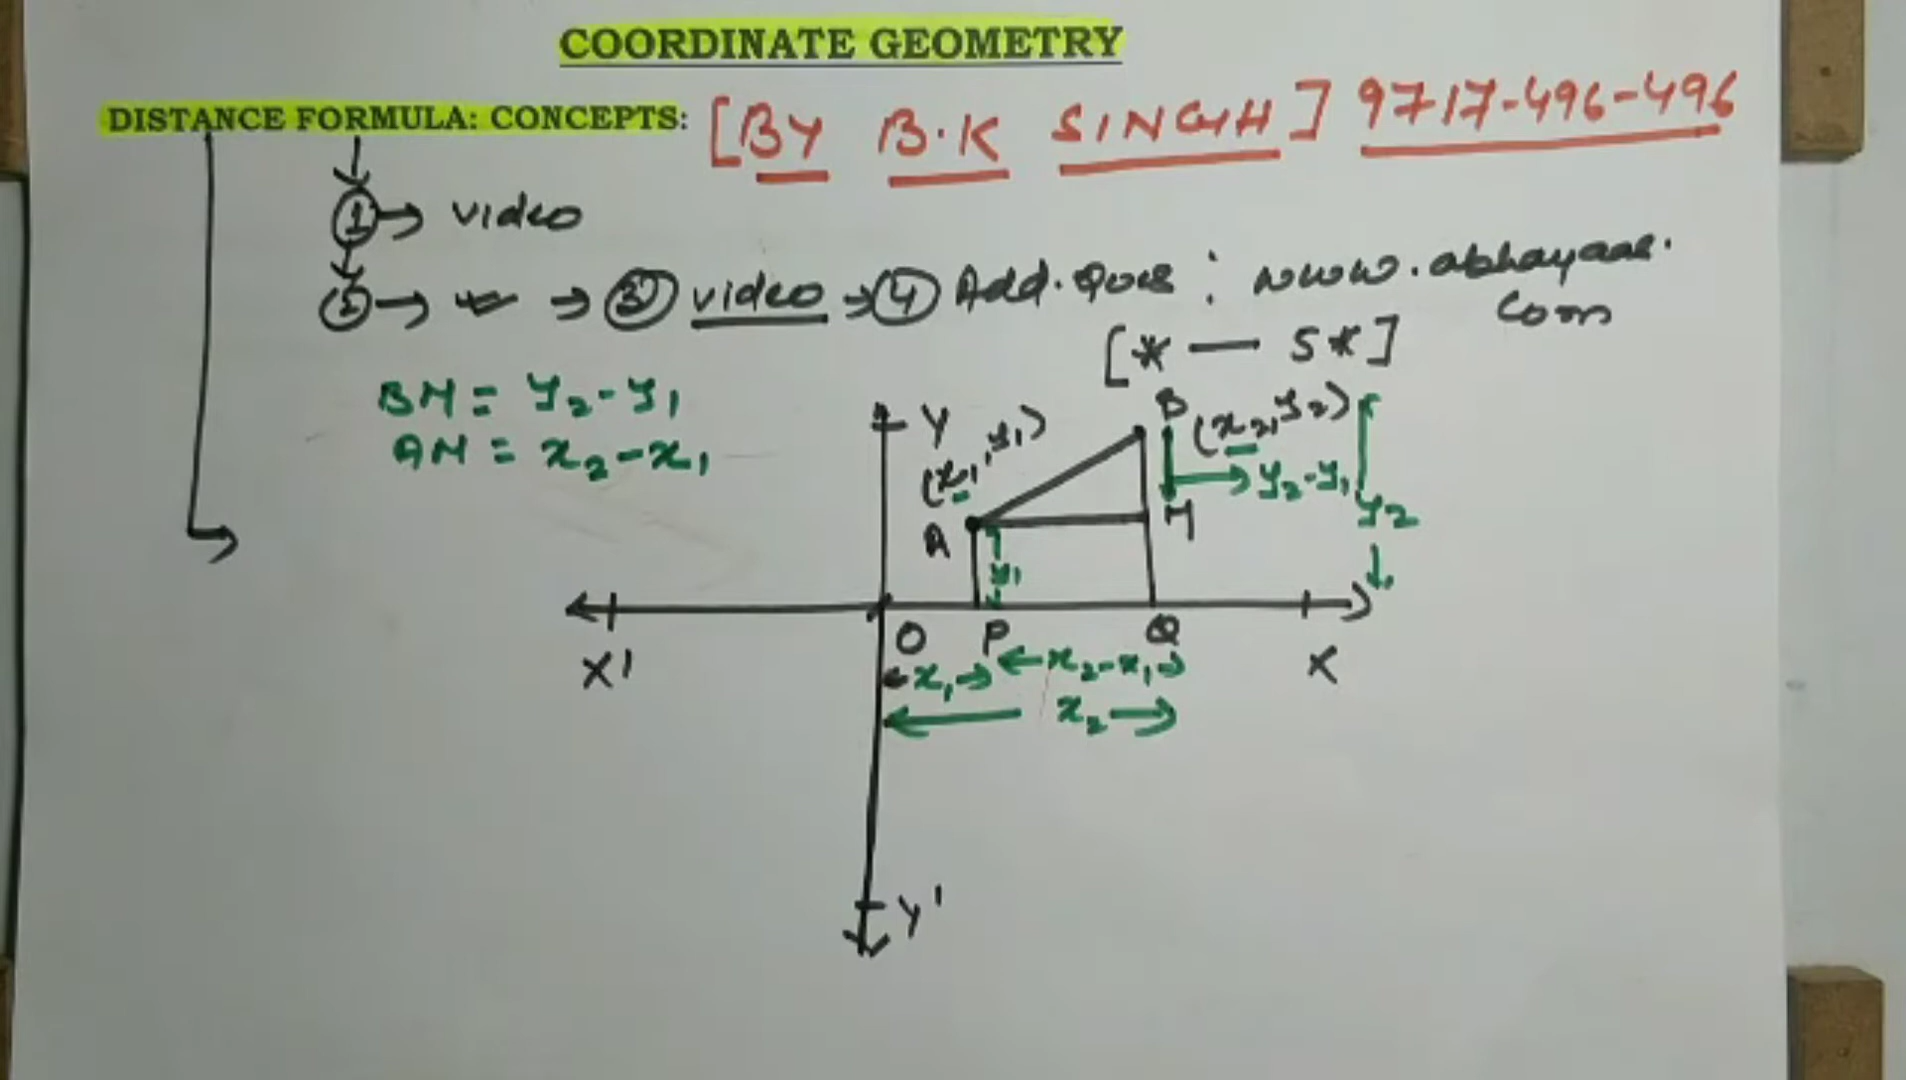 COORDINATE GEOMETRY
DISTANCE FORMULA: CONCEPTS: [BY B.K SINGH] 9717-496-496
1 → video
2 → → 3 video → 4 Add. Ques : www.abhayaas.
com
[* — 5*]
BM = y₂-y₁
AM = x₂-x₁
Y
(x₁, y₁)
B (x₂, y₂)
y₂-y₁
y₂
A
M
y₁
O P Q
X' X
x₁ x₂-x₁
x₂
Y'